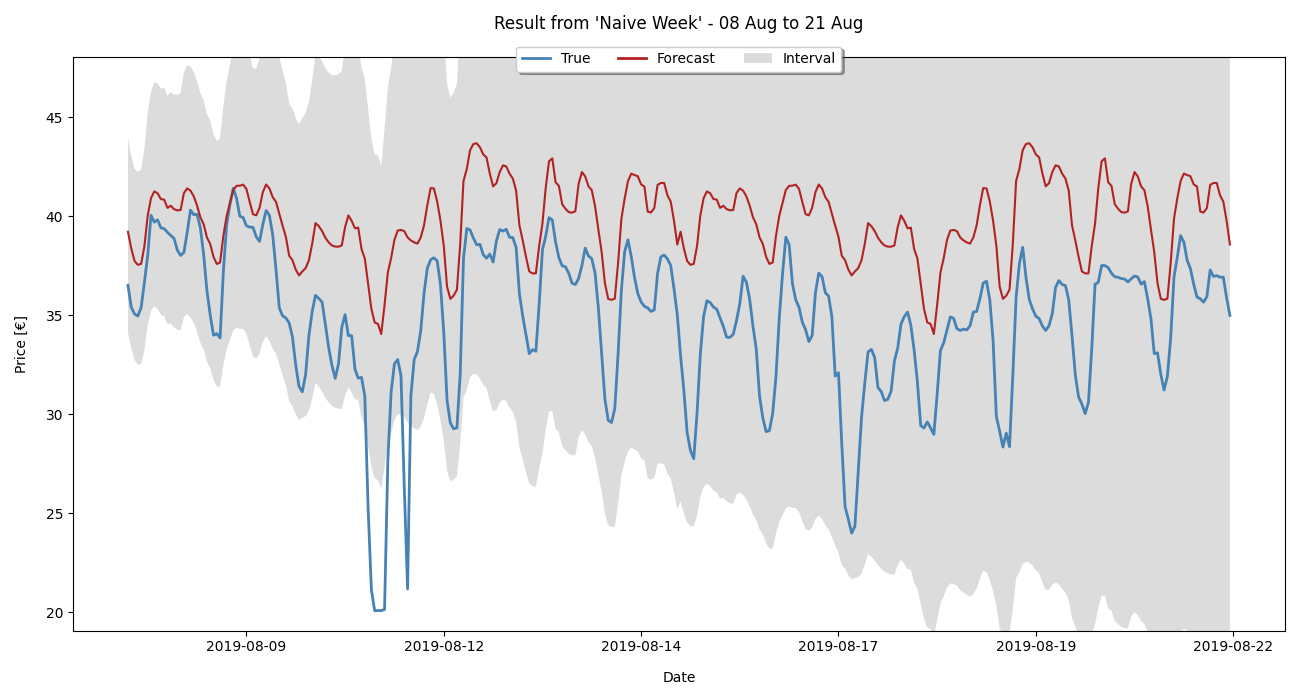 Result from 'Naive Week' - 08 Aug to 21 Aug
True Forecast Interval
45
40
35
30
25
20
Price [€]
2019-08-09 2019-08-12 2019-08-14 2019-08-17 2019-08-19 2019-08-22
Date